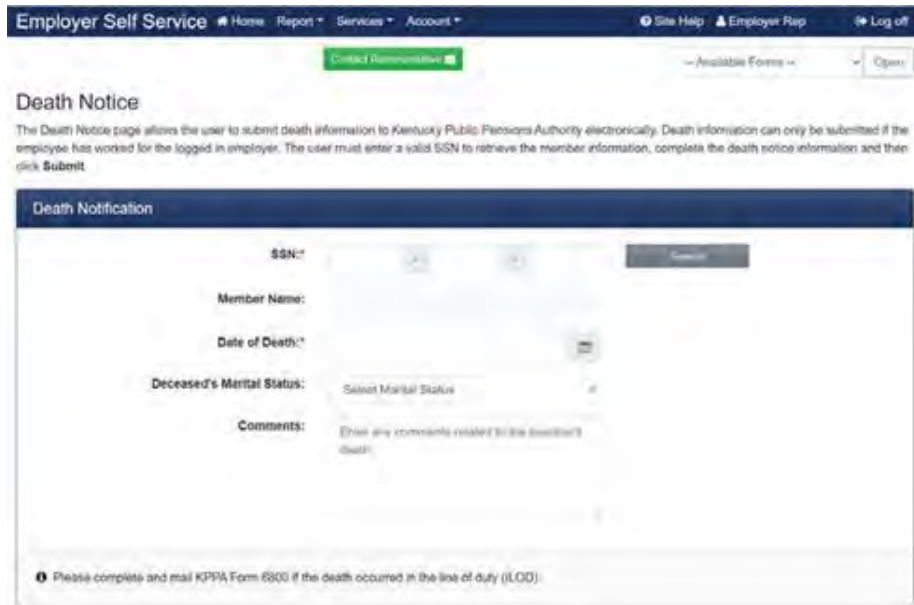 Employer Self Service Home Report Services Account Site Help Employer Rep Log off
Contact Representative -- Available Forms -- Open
Death Notice
The Death Notice page allows the user to submit death information to Kentucky Public Pensions Authority electronically. Death information can only be submitted if the
employee has worked for the logged in employer. The user must enter a valid SSN to retrieve the member information, complete the death notice information and then
click Submit.
Death Notification
SSN:* - - Search
Member Name:
Date of Death:*
Deceased's Marital Status: Select Marital Status
Comments: Enter any comments related to the member's
death
Please complete and mail KPPA Form 6800 if the death occurred in the line of duty (ILOD).